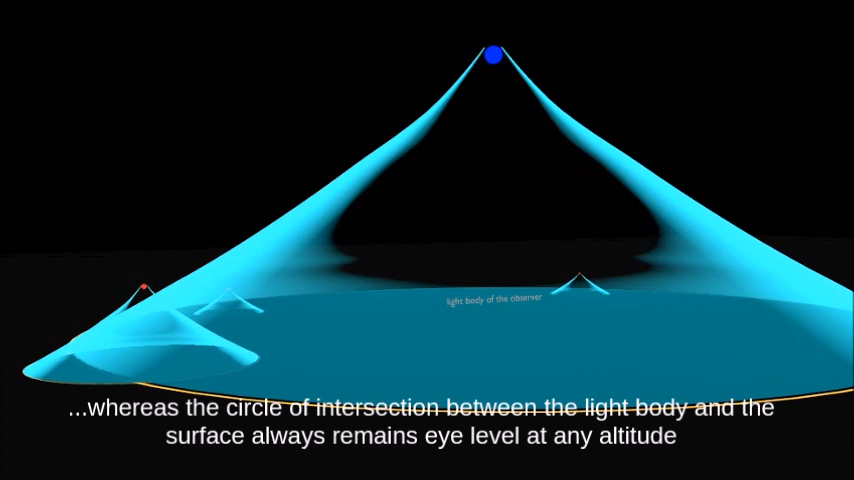 light body of the observer
...whereas the circle of intersection between the light body and the
surface always remains eye level at any altitude